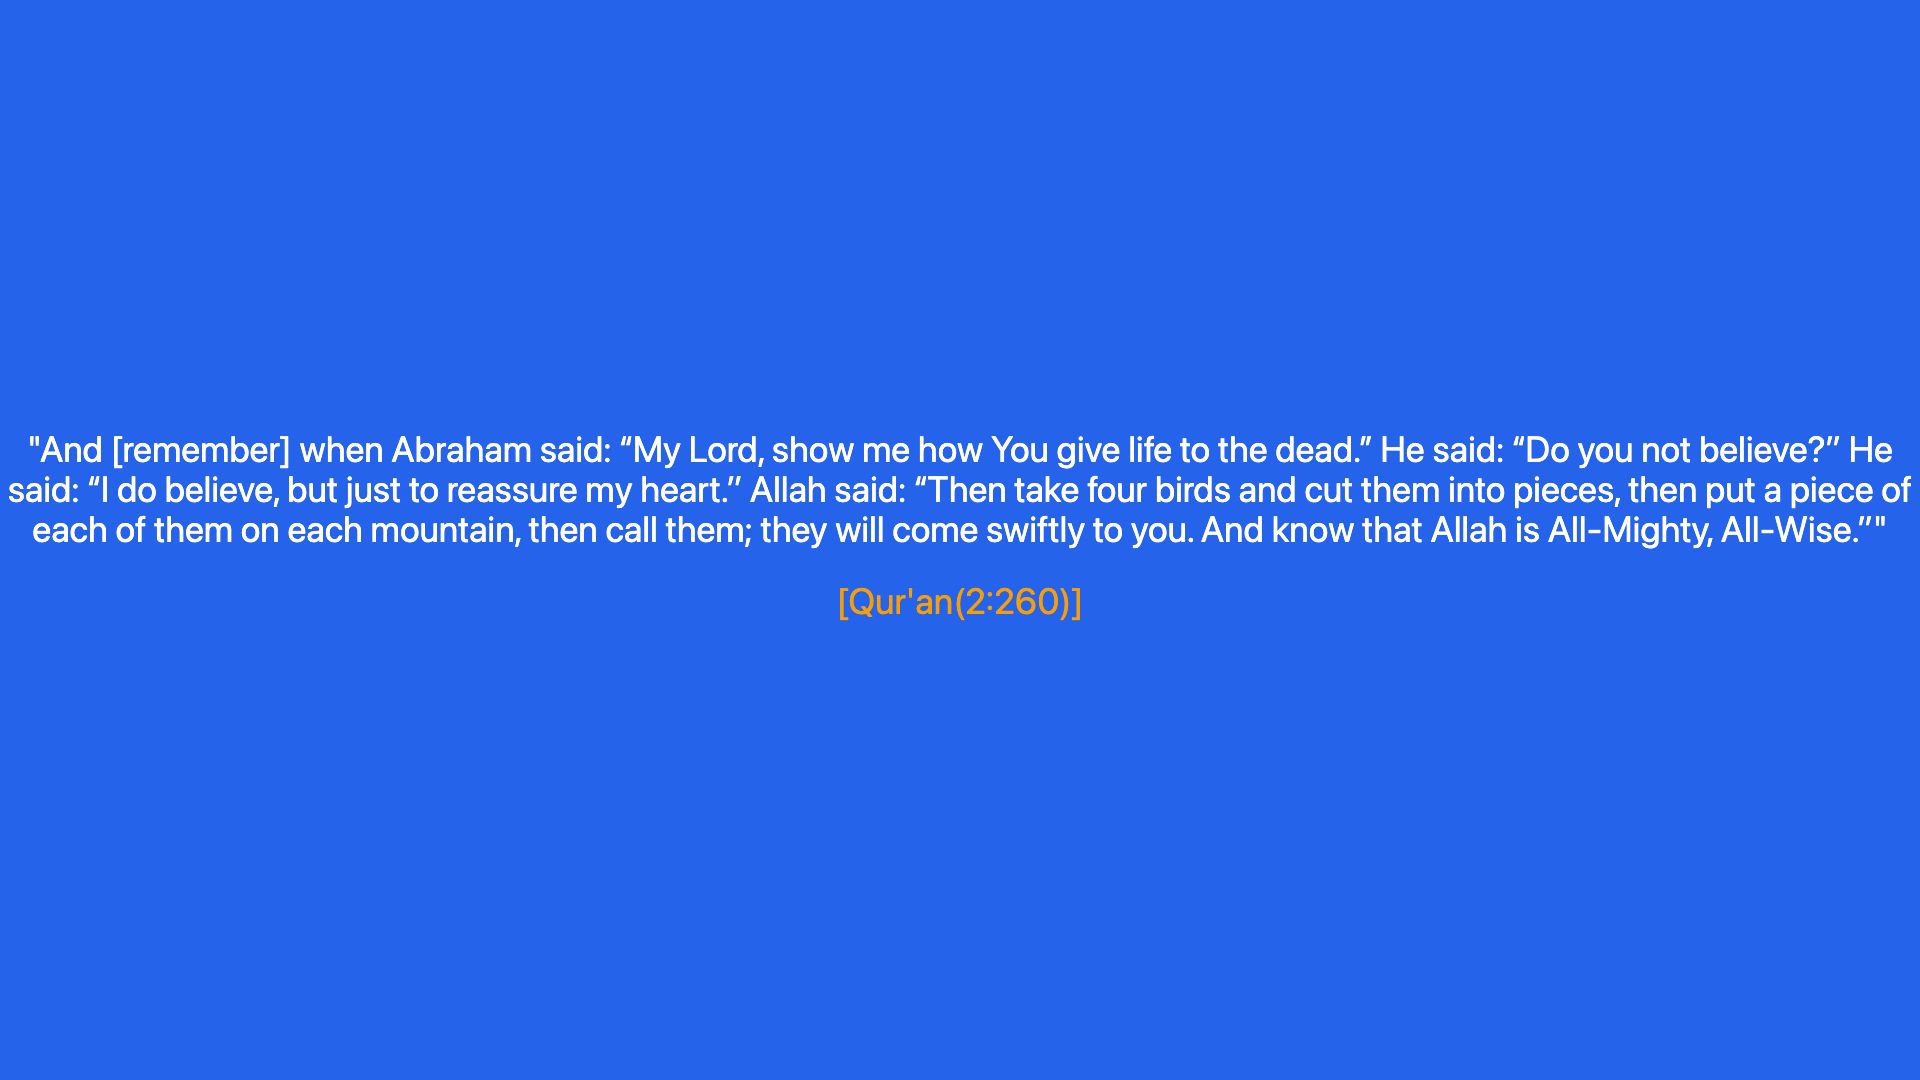 "And [remember] when Abraham said: “My Lord, show me how You give life to the dead.” He said: “Do you not believe?’’ He
said: “I do believe, but just to reassure my heart.’’ Allah said: “Then take four birds and cut them into pieces, then put a piece of
each of them on each mountain, then call them; they will come swiftly to you. And know that Allah is All-Mighty, All-Wise.’’"
[Qur'an(2:260)]